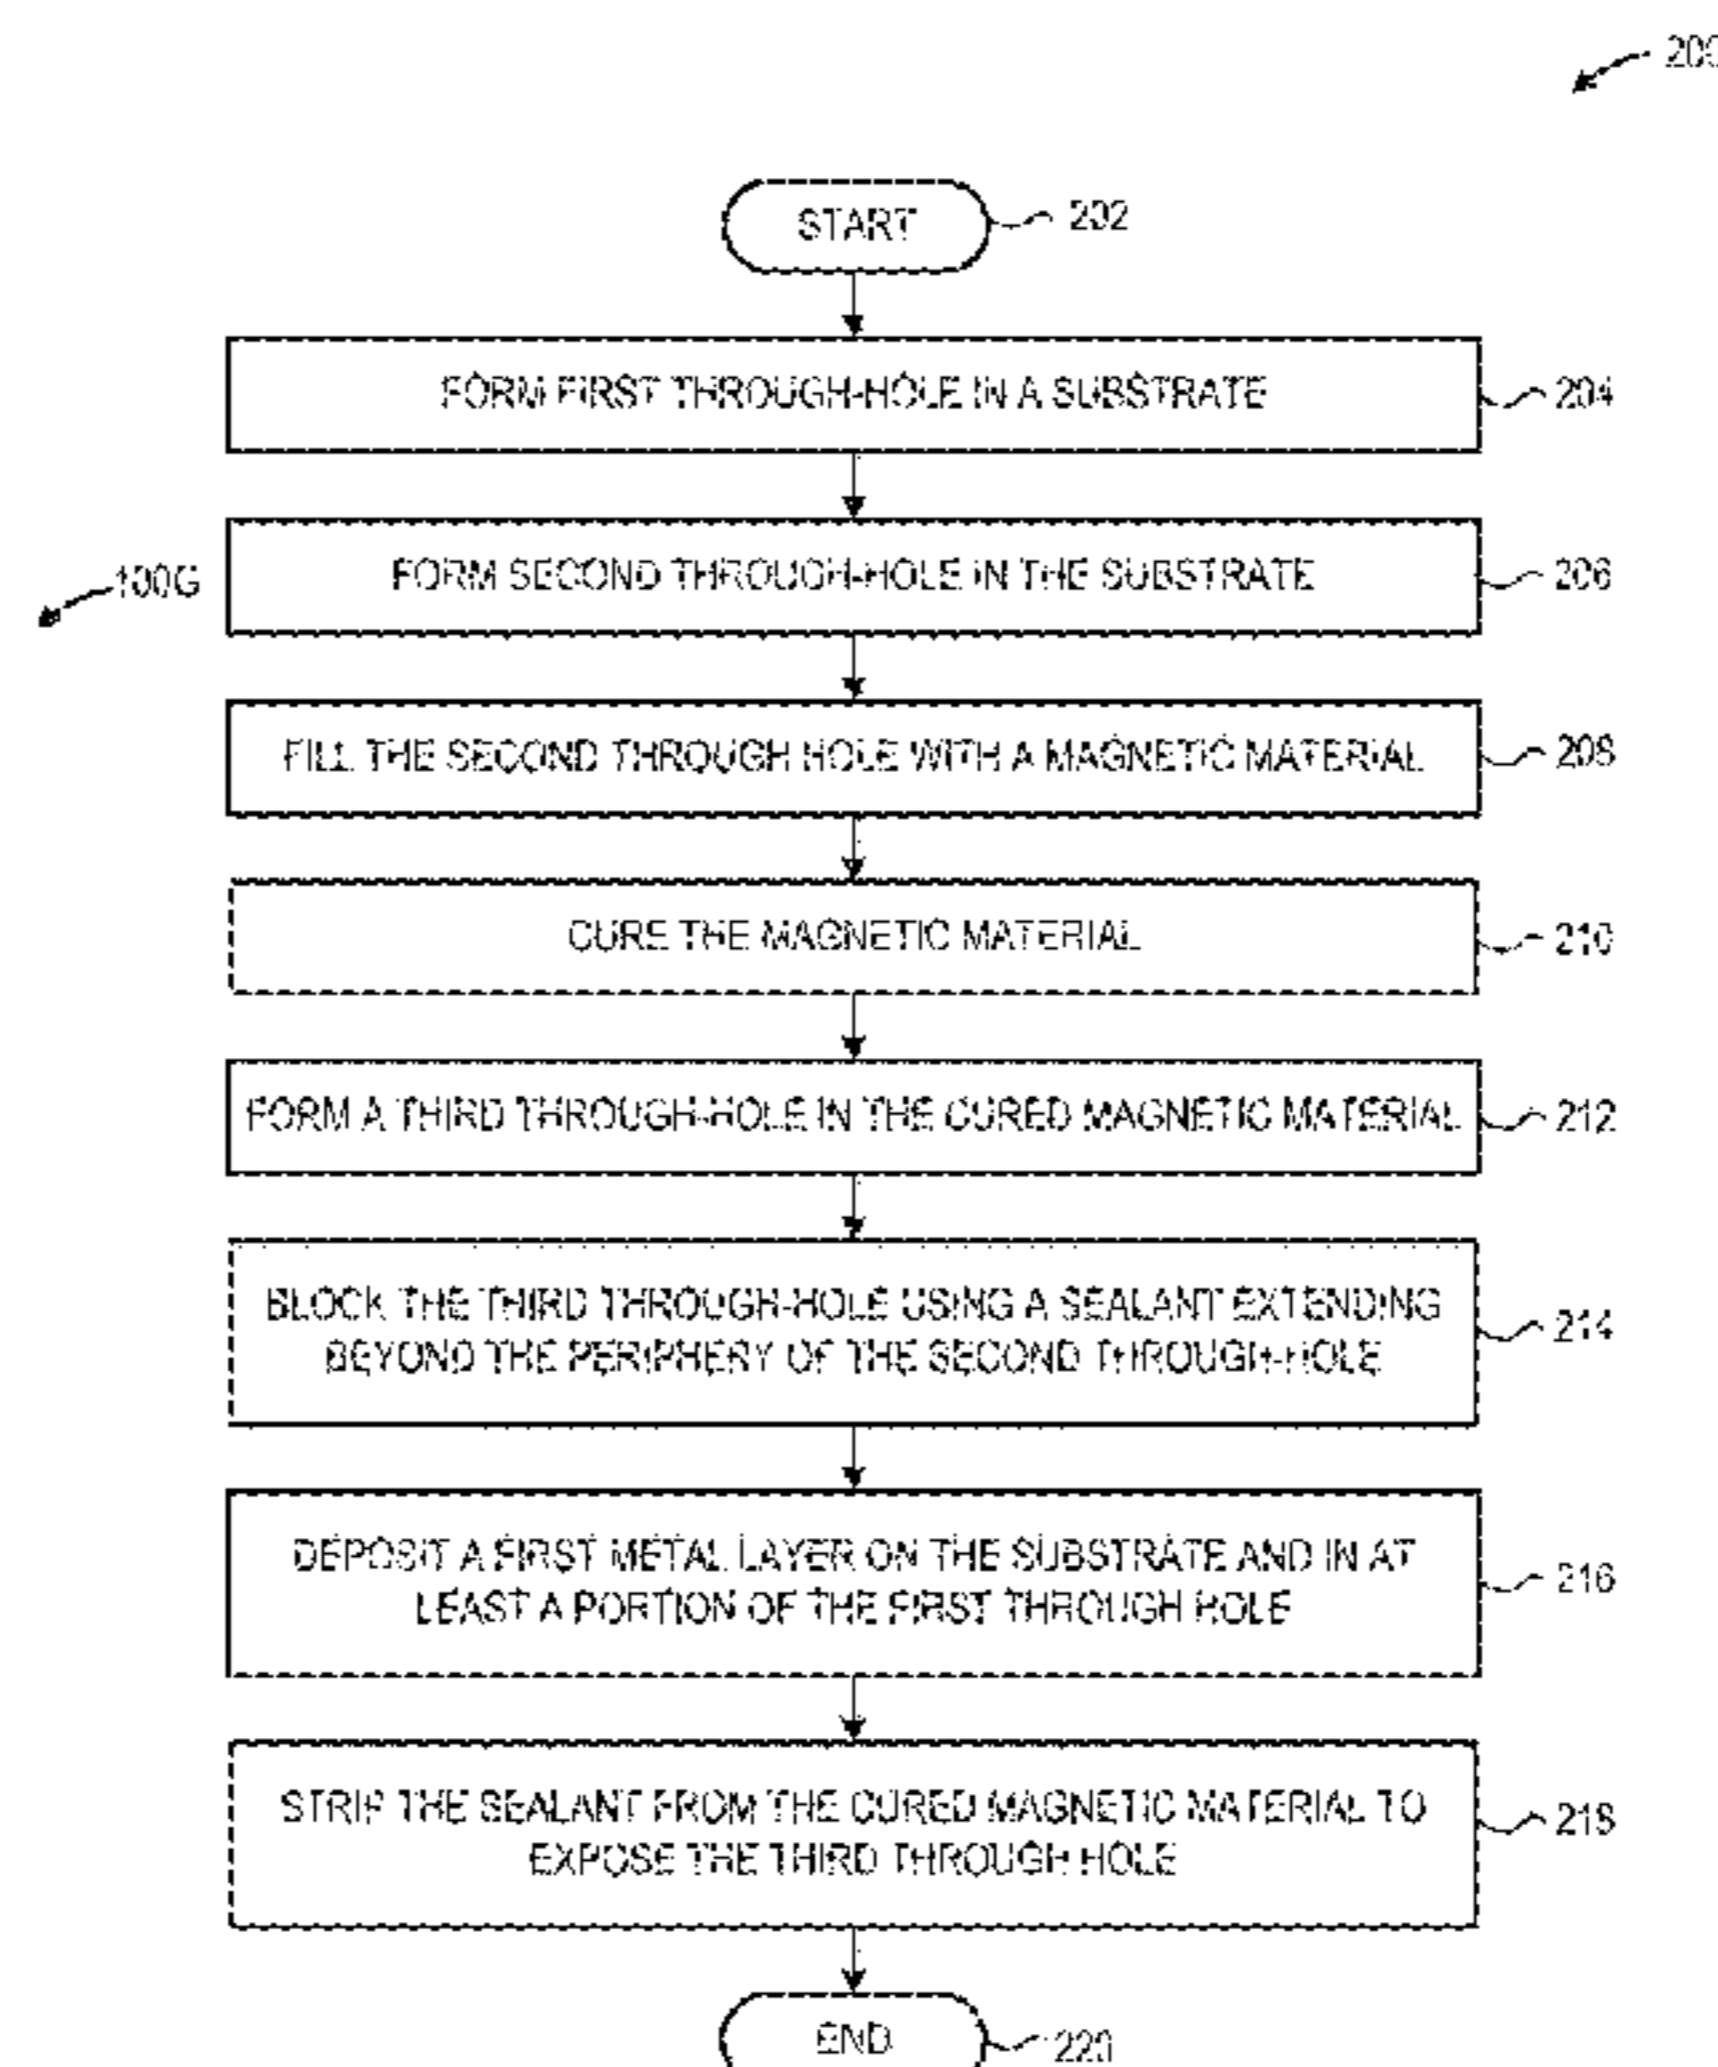 200
START
202
FORM FIRST THROUGH-HOLE IN A SUBSTRATE
204
100G
FORM SECOND THROUGH-HOLE IN THE SUBSTRATE
206
FILL THE SECOND THROUGH HOLE WITH A MAGNETIC MATERIAL
208
CURE THE MAGNETIC MATERIAL
210
FORM A THIRD THROUGH-HOLE IN THE CURED MAGNETIC MATERIAL
212
BLOCK THE THIRD THROUGH-HOLE USING A SEALANT EXTENDING
BEYOND THE PERIPHERY OF THE SECOND THROUGH-HOLE
214
DEPOSIT A FIRST METAL LAYER ON THE SUBSTRATE AND IN AT
LEAST A PORTION OF THE FIRST THROUGH HOLE
216
STRIP THE SEALANT FROM THE CURED MAGNETIC MATERIAL TO
EXPOSE THE THIRD THROUGH HOLE
218
END
220